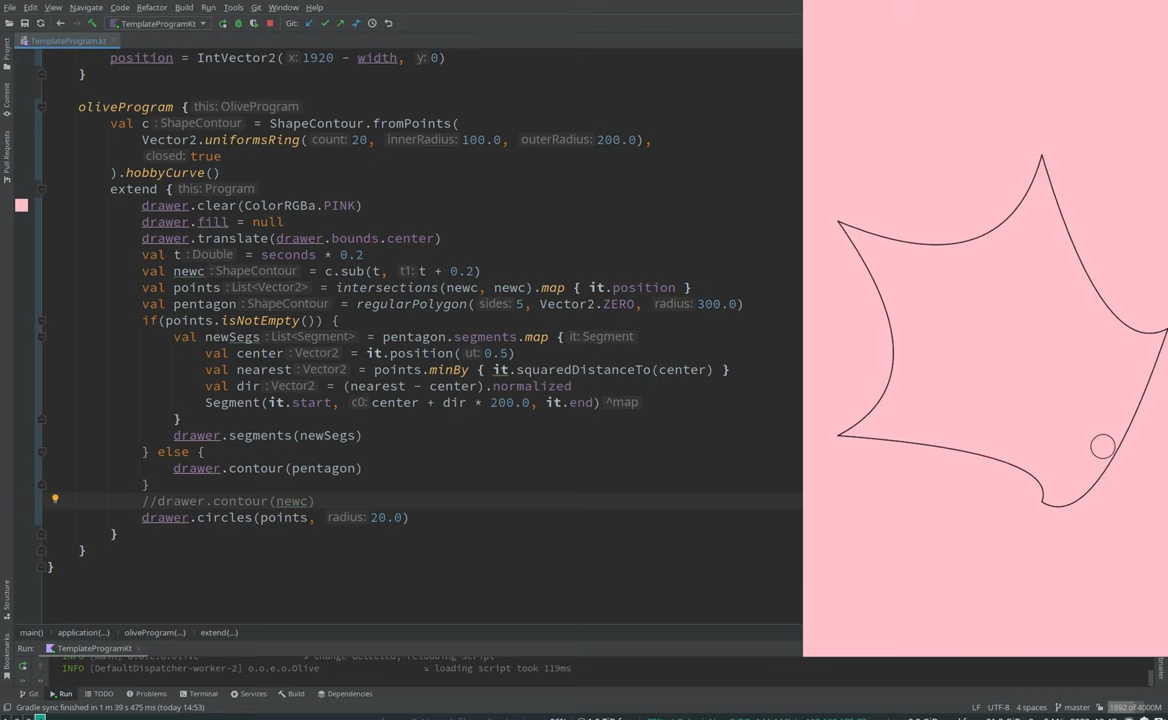 File Edit View Navigate Code Refactor Build Run Tools Git Window Help
TemplateProgramKt Git:
TemplateProgram.kt
position = IntVector2( x: 1920 - width, y: 0)
}
oliveProgram { this: OliveProgram
val c : ShapeContour = ShapeContour.fromPoints(
Vector2.uniformsRing( count: 20, innerRadius: 100.0, outerRadius: 200.0),
closed: true
).hobbyCurve()
extend { this: Program
drawer.clear(ColorRGBa.PINK)
drawer.fill = null
drawer.translate(drawer.bounds.center)
val t : Double = seconds * 0.2
val newc : ShapeContour = c.sub(t, t1: t + 0.2)
val points : List<Vector2> = intersections(newc, newc).map { it.position }
val pentagon : ShapeContour = regularPolygon( sides: 5, Vector2.ZERO, radius: 300.0)
if(points.isNotEmpty()) {
val newSegs : List<Segment> = pentagon.segments.map { it: Segment
val center : Vector2 = it.position( ut: 0.5)
val nearest : Vector2 = points.minBy { it.squaredDistanceTo(center) }
val dir : Vector2 = (nearest - center).normalized
Segment(it.start, c0: center + dir * 200.0, it.end) ^map
}
drawer.segments(newSegs)
} else {
drawer.contour(pentagon)
}
//drawer.contour(newc)
drawer.circles(points, radius: 20.0)
}
}
}
Project
Commit
Pull Requests
Structure
Bookmarks
main() application{...} oliveProgram{...} extend{...}
Run: TemplateProgramKt
INFO [DefaultDispatcher-worker-2] o.o.e.o.Olive ↘ loading script took 119ms
Git Run TODO Problems Terminal Services Build Dependencies
Gradle sync finished in 1 m 39 s 475 ms (today 14:53) LF UTF-8 4 spaces master 1892 of 4000M